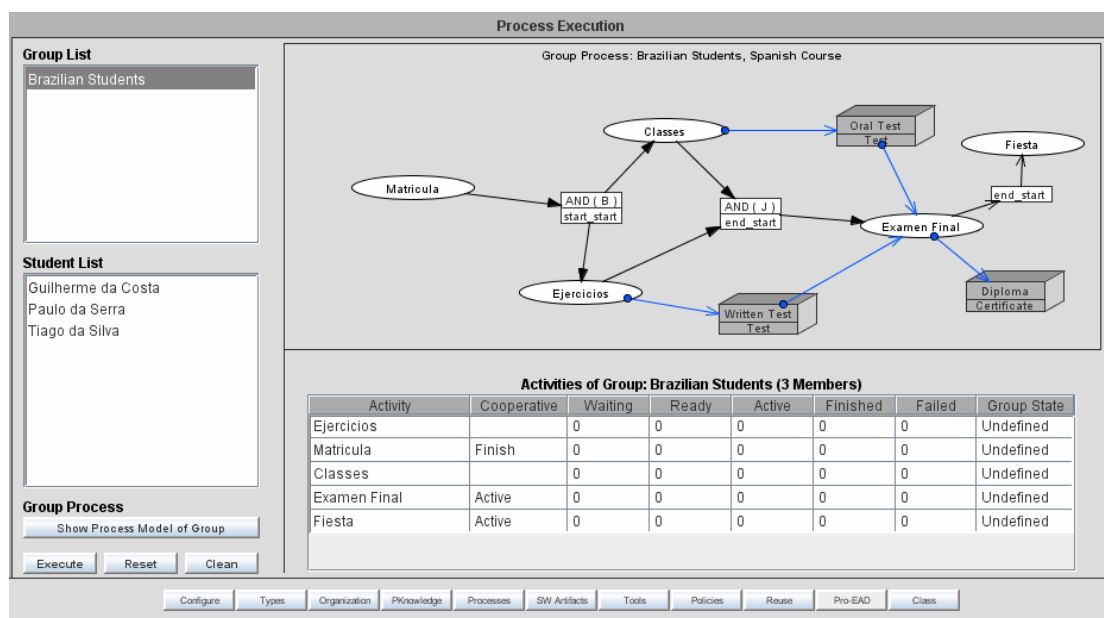 Process Execution
Group List
Brazilian Students
Student List
Guilherme da Costa
Paulo da Serra
Tiago da Silva
Group Process
Show Process Model of Group
Execute Reset Clean
Group Process: Brazilian Students, Spanish Course
Classes
Oral Test
Test
Fiesta
Matricula
AND ( B )
start_start
AND ( J )
end_start
end_start
Examen Final
Ejercicios
Written Test
Test
Diploma
Certificate
Activities of Group: Brazilian Students (3 Members)
Activity Cooperative Waiting Ready Active Finished Failed Group State
Ejercicios 0 0 0 0 0 Undefined
Matricula Finish 0 0 0 0 0 Undefined
Classes 0 0 0 0 0 Undefined
Examen Final Active 0 0 0 0 0 Undefined
Fiesta Active 0 0 0 0 0 Undefined
Configure Types Organization PKnowledge Processes SW Artifacts Tools Policies Reuse Pro-EAD Class